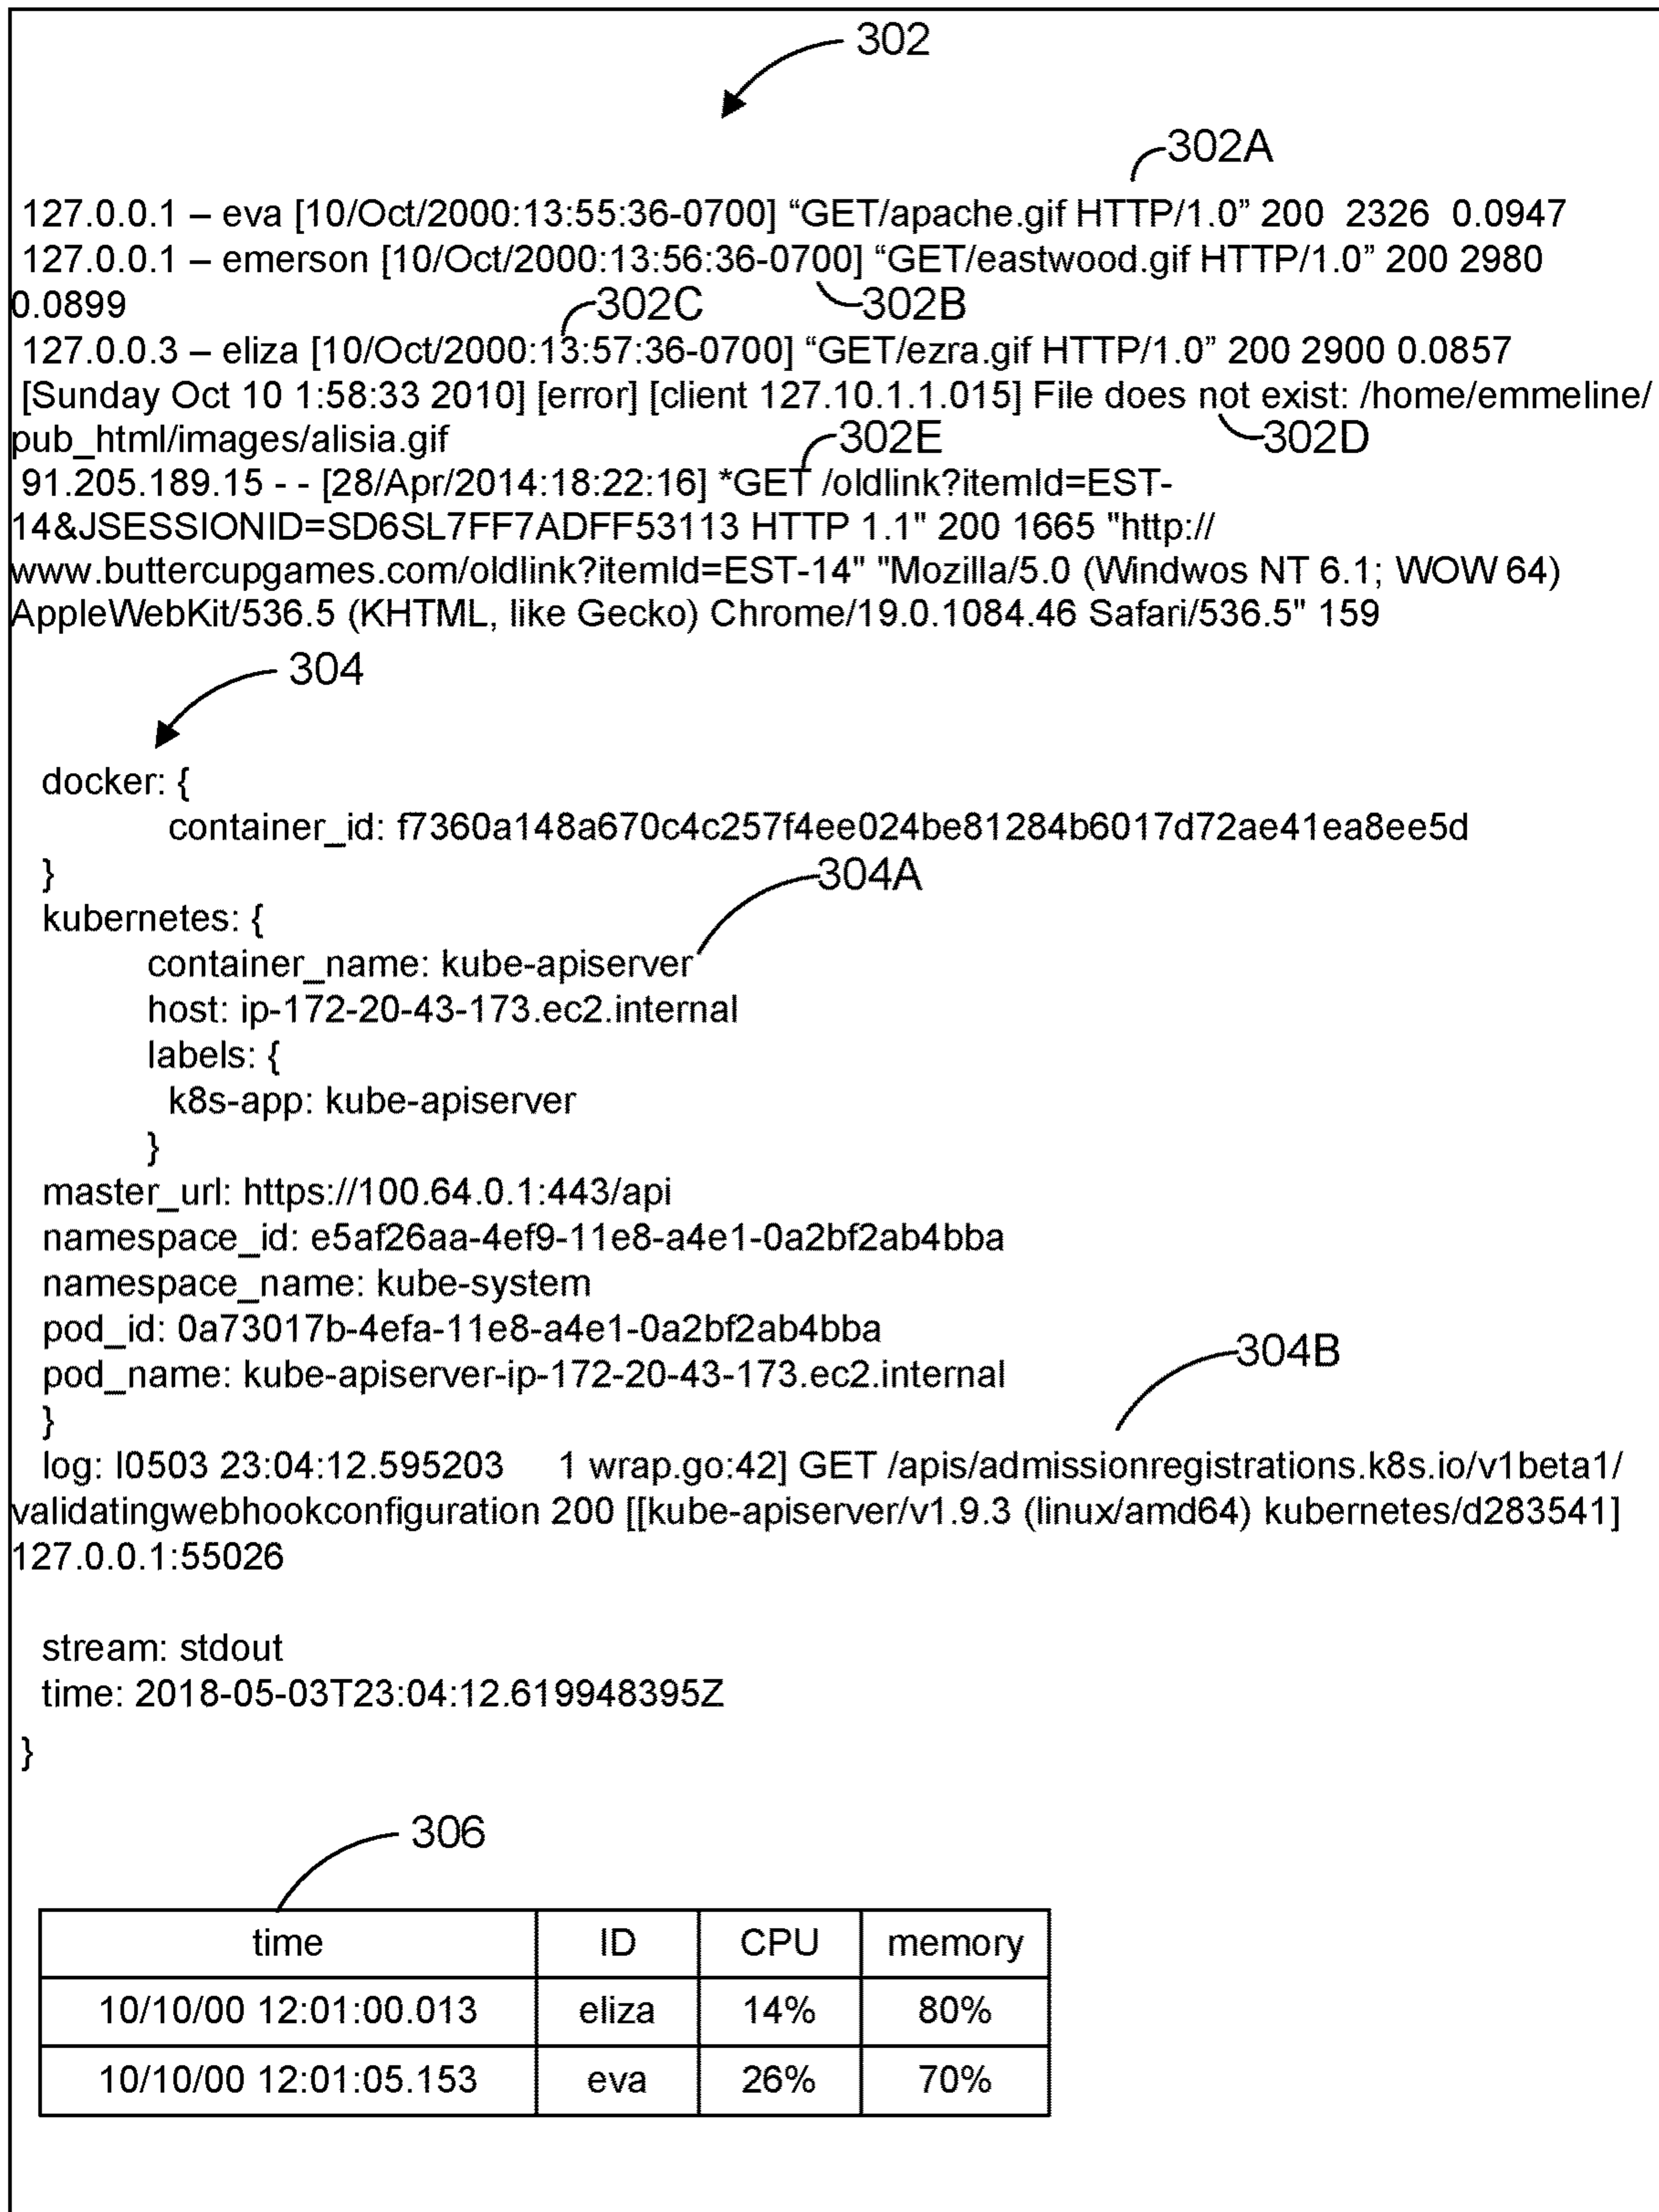 302
302A
127.0.0.1 – eva [10/Oct/2000:13:55:36-0700] “GET/apache.gif HTTP/1.0” 200 2326 0.0947
127.0.0.1 – emerson [10/Oct/2000:13:56:36-0700] “GET/eastwood.gif HTTP/1.0” 200 2980
0.0899
302C
302B
127.0.0.3 – eliza [10/Oct/2000:13:57:36-0700] “GET/ezra.gif HTTP/1.0” 200 2900 0.0857
[Sunday Oct 10 1:58:33 2010] [error] [client 127.10.1.1.015] File does not exist: /home/emmeline/
pub_html/images/alisia.gif
302E
302D
91.205.189.15 - - [28/Apr/2014:18:22:16] *GET /oldlink?itemId=EST-
14&JSESSIONID=SD6SL7FF7ADFF53113 HTTP 1.1" 200 1665 "http://
www.buttercupgames.com/oldlink?itemId=EST-14" "Mozilla/5.0 (Windwos NT 6.1; WOW 64)
AppleWebKit/536.5 (KHTML, like Gecko) Chrome/19.0.1084.46 Safari/536.5" 159
304
docker: {
container_id: f7360a148a670c4c257f4ee024be81284b6017d72ae41ea8ee5d
}
304A
kubernetes: {
container_name: kube-apiserver
host: ip-172-20-43-173.ec2.internal
labels: {
k8s-app: kube-apiserver
}
master_url: https://100.64.0.1:443/api
namespace_id: e5af26aa-4ef9-11e8-a4e1-0a2bf2ab4bba
namespace_name: kube-system
pod_id: 0a73017b-4efa-11e8-a4e1-0a2bf2ab4bba
304B
pod_name: kube-apiserver-ip-172-20-43-173.ec2.internal
}
log: I0503 23:04:12.595203 1 wrap.go:42] GET /apis/admissionregistrations.k8s.io/v1beta1/
validatingwebhookconfiguration 200 [[kube-apiserver/v1.9.3 (linux/amd64) kubernetes/d283541]
127.0.0.1:55026
stream: stdout
time: 2018-05-03T23:04:12.619948395Z
}
306
time ID CPU memory
10/10/00 12:01:00.013 eliza 14% 80%
10/10/00 12:01:05.153 eva 26% 70%